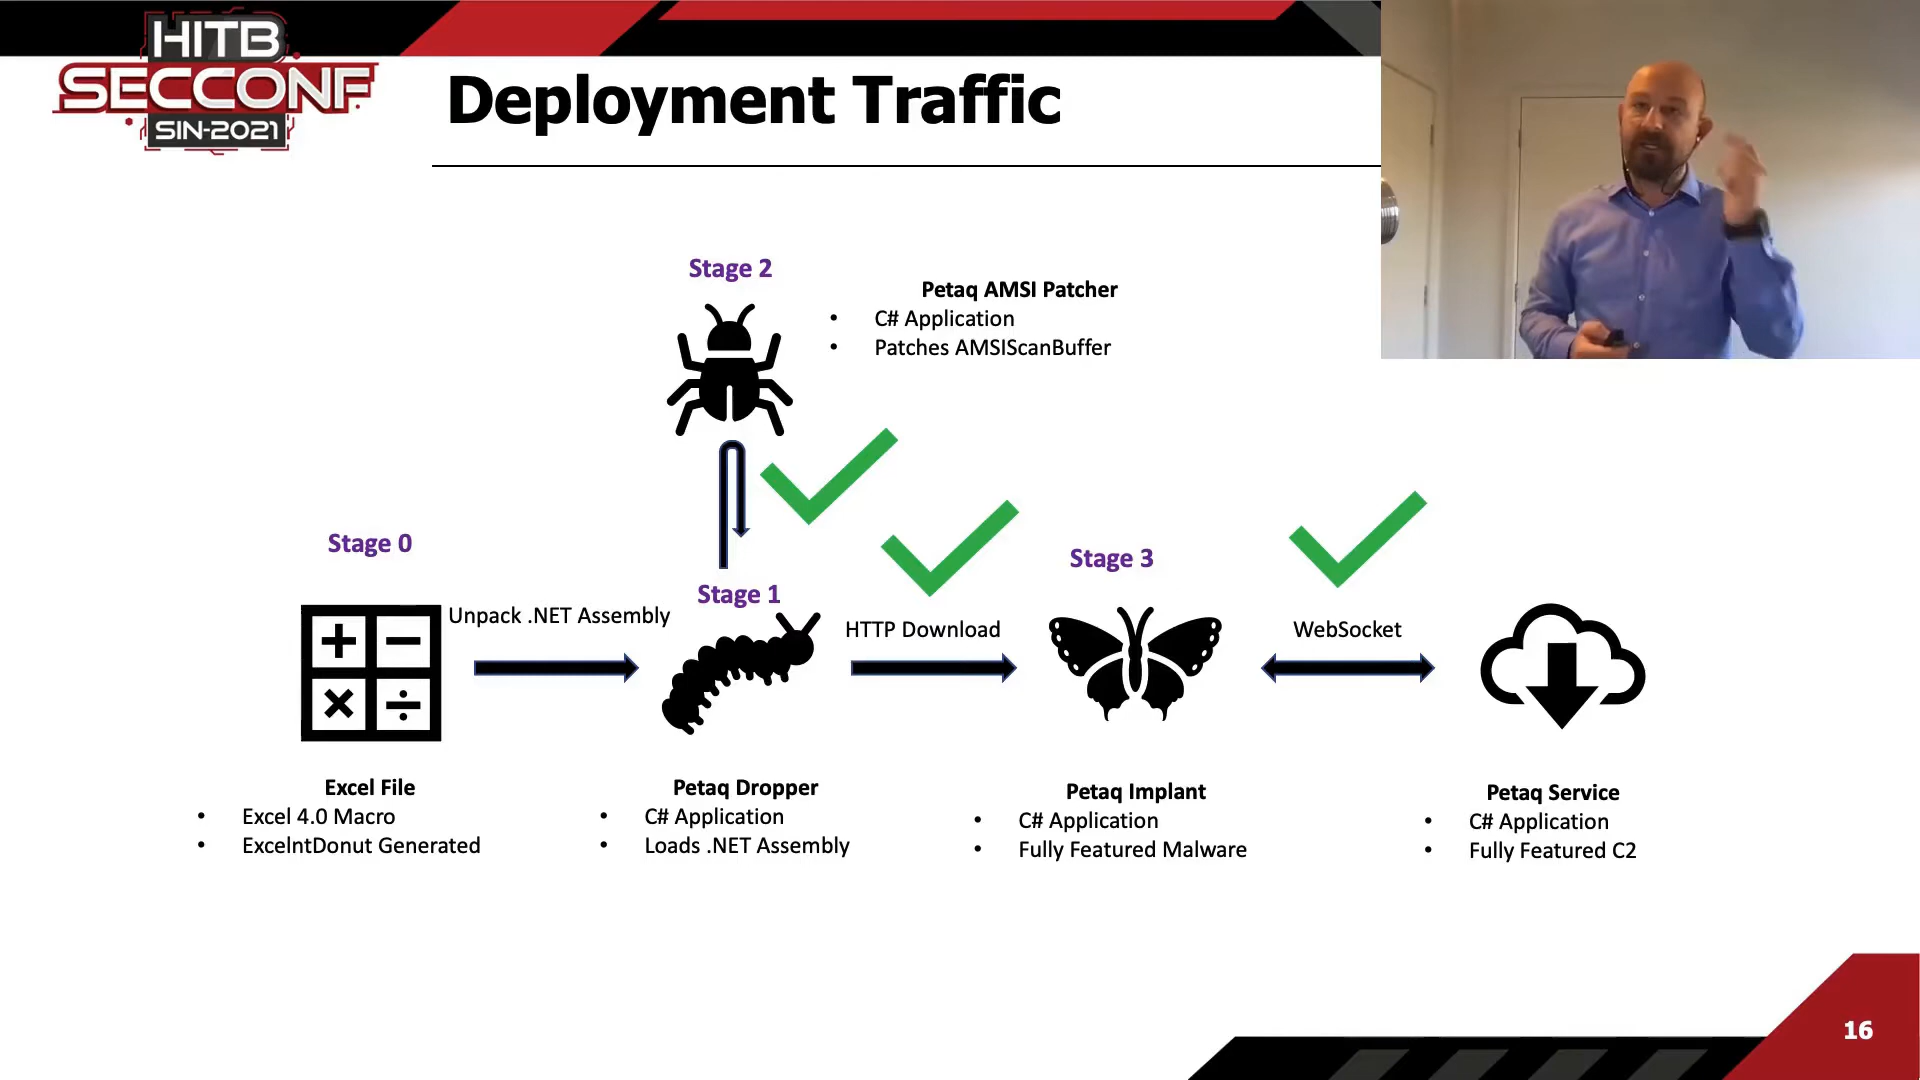 HITB
SECCONF
SIN-2021
Deployment Traffic
Stage 2
Petaq AMSI Patcher
• C# Application
• Patches AMSIScanBuffer
Stage 0
Stage 1
Stage 3
Unpack .NET Assembly
HTTP Download
WebSocket
Excel File
• Excel 4.0 Macro
• ExcelntDonut Generated
Petaq Dropper
• C# Application
• Loads .NET Assembly
Petaq Implant
• C# Application
• Fully Featured Malware
Petaq Service
• C# Application
• Fully Featured C2
16